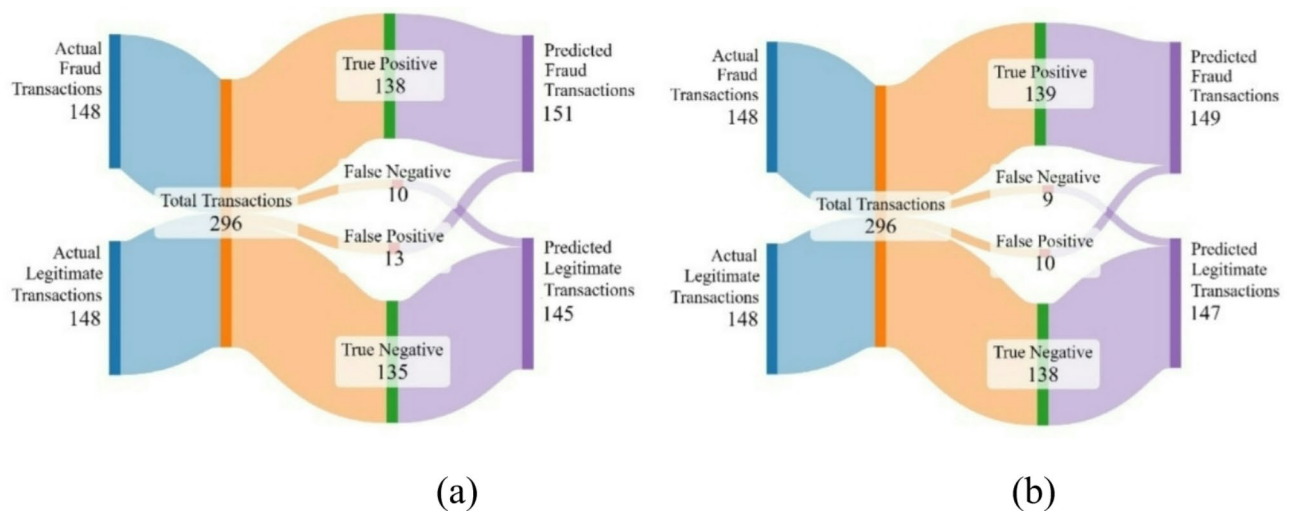 Actual
Fraud
Transactions
148
Total Transactions
296
Actual
Legitimate
Transactions
148
True Positive
138
False Negative
10
False Positive
13
True Negative
135
Predicted
Fraud
Transactions
151
Predicted
Legitimate
Transactions
145
(a)
Actual
Fraud
Transactions
148
Total Transactions
296
Actual
Legitimate
Transactions
148
True Positive
139
False Negative
9
False Positive
10
True Negative
138
Predicted
Fraud
Transactions
149
Predicted
Legitimate
Transactions
147
(b)